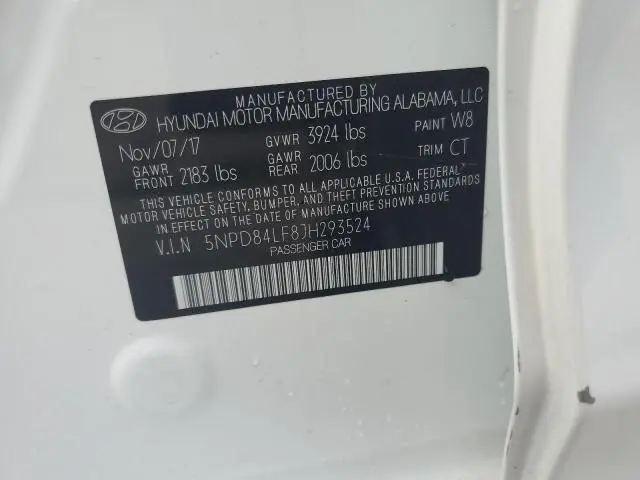 MANUFACTURED BY
HYUNDAI MOTOR MANUFACTURING ALABAMA, LLC
Nov/07/17 GVWR 3924 lbs PAINT W8
GAWR FRONT 2183 lbs GAWR REAR 2006 lbs TRIM CT
THIS VEHICLE CONFORMS TO ALL APPLICABLE U.S.A. FEDERAL
MOTOR VEHICLE SAFETY, BUMPER, AND THEFT PREVENTION STANDARDS
IN EFFECT ON THE DATE OF MANUFACTURE SHOWN ABOVE.
V.I.N 5NPD84LF8JH293524
PASSENGER CAR